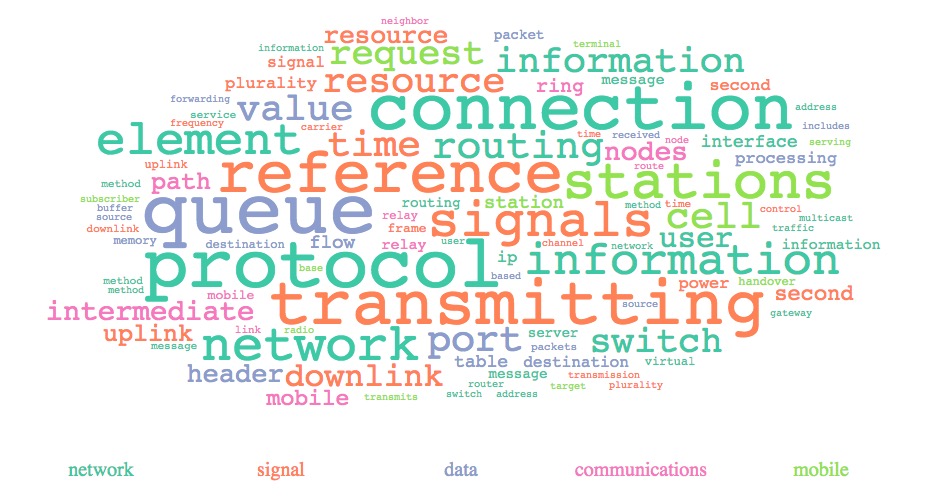 neighbor
resource packet
information request terminal
signal information
plurality resource ring message second
forwarding value connection address
service
frequency carrier includes
element time routing time received node interface serving
nodes processing
uplink reference route stations
method path
subscriber queue routing station method time control
buffer relay signals cell multicast
source
downlink frame traffic
memory destination flow relay user channel network user information
protocol ip information
base based
method power handover
method mobile transmitting source second
intermediate gateway
uplink link radio network port server switch
message packets
table destination virtual
header downlink message transmission
router target plurality
mobile transmits switch address
network signal data communications mobile